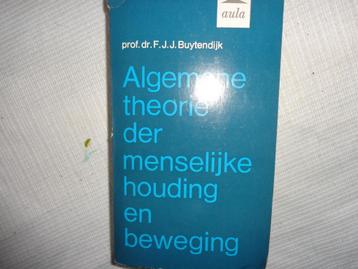 aula
prof. dr. F. J. J. Buytendijk
Algemene
theorie
der
menselijke
houding
en
beweging